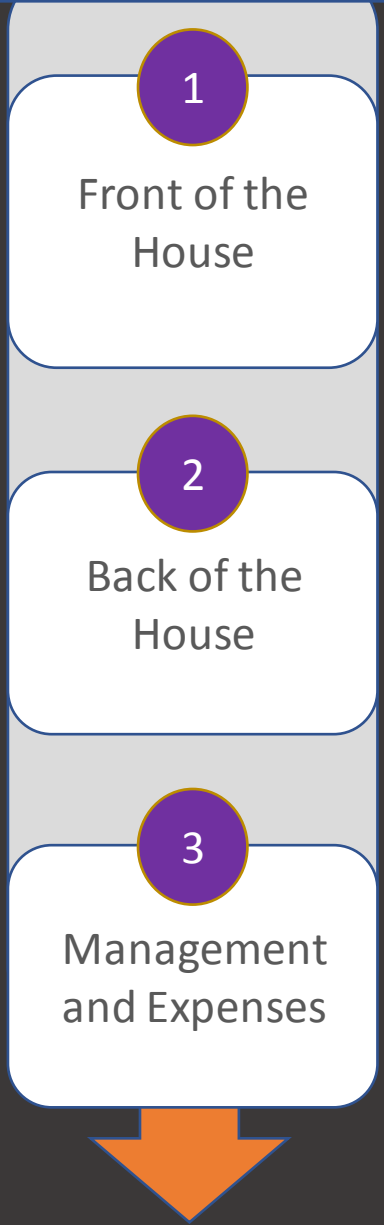 1
Front of the
House
2
Back of the
House
3
Management
and Expenses